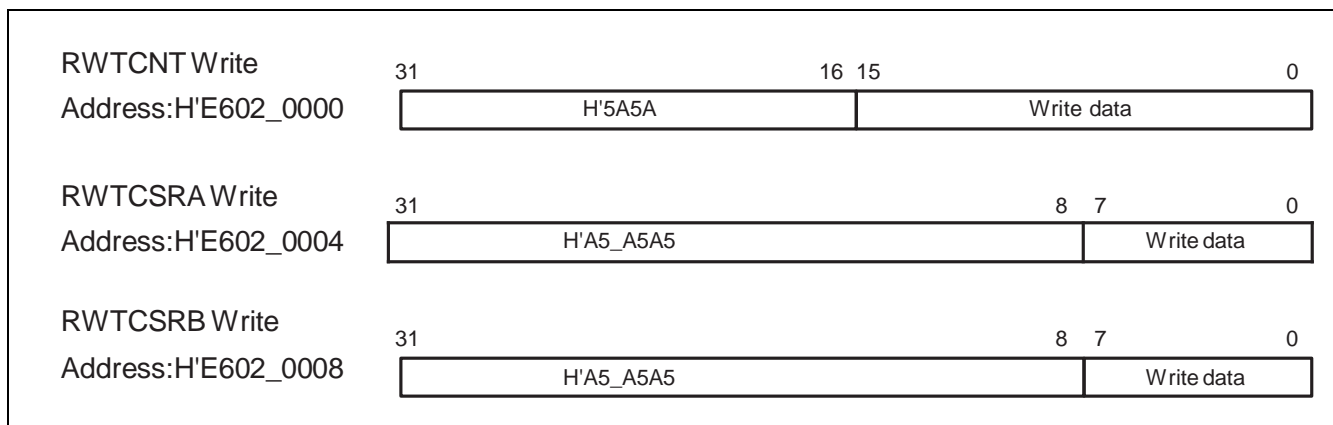 RWTCNT Write
31 16 15 0
Address:H'E602_0000 H'5A5A Write data
RWTCSRA Write
31 8 7 0
Address:H'E602_0004 H'A5_A5A5 Write data
RWTCSRB Write
31 8 7 0
Address:H'E602_0008 H'A5_A5A5 Write data